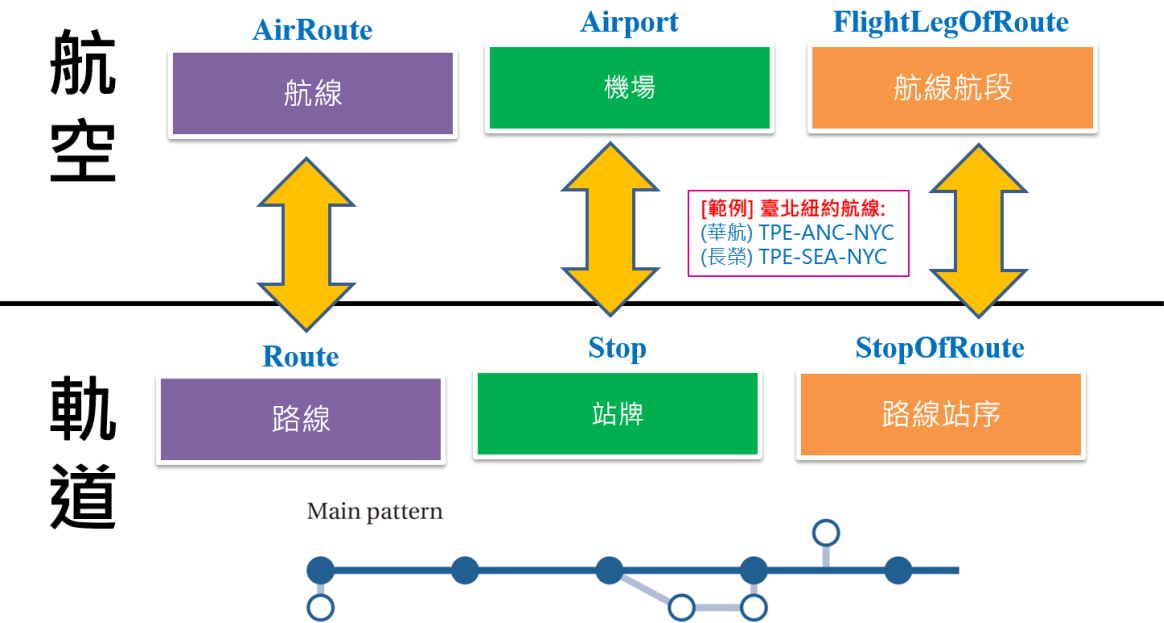 航空
AirRoute
Airport
FlightLegOfRoute
航線
機場
航線航段
[範例] 臺北紐約航線:
(華航) TPE-ANC-NYC
(長榮) TPE-SEA-NYC
軌道
Route
Stop
StopOfRoute
路線
站牌
路線站序
Main pattern